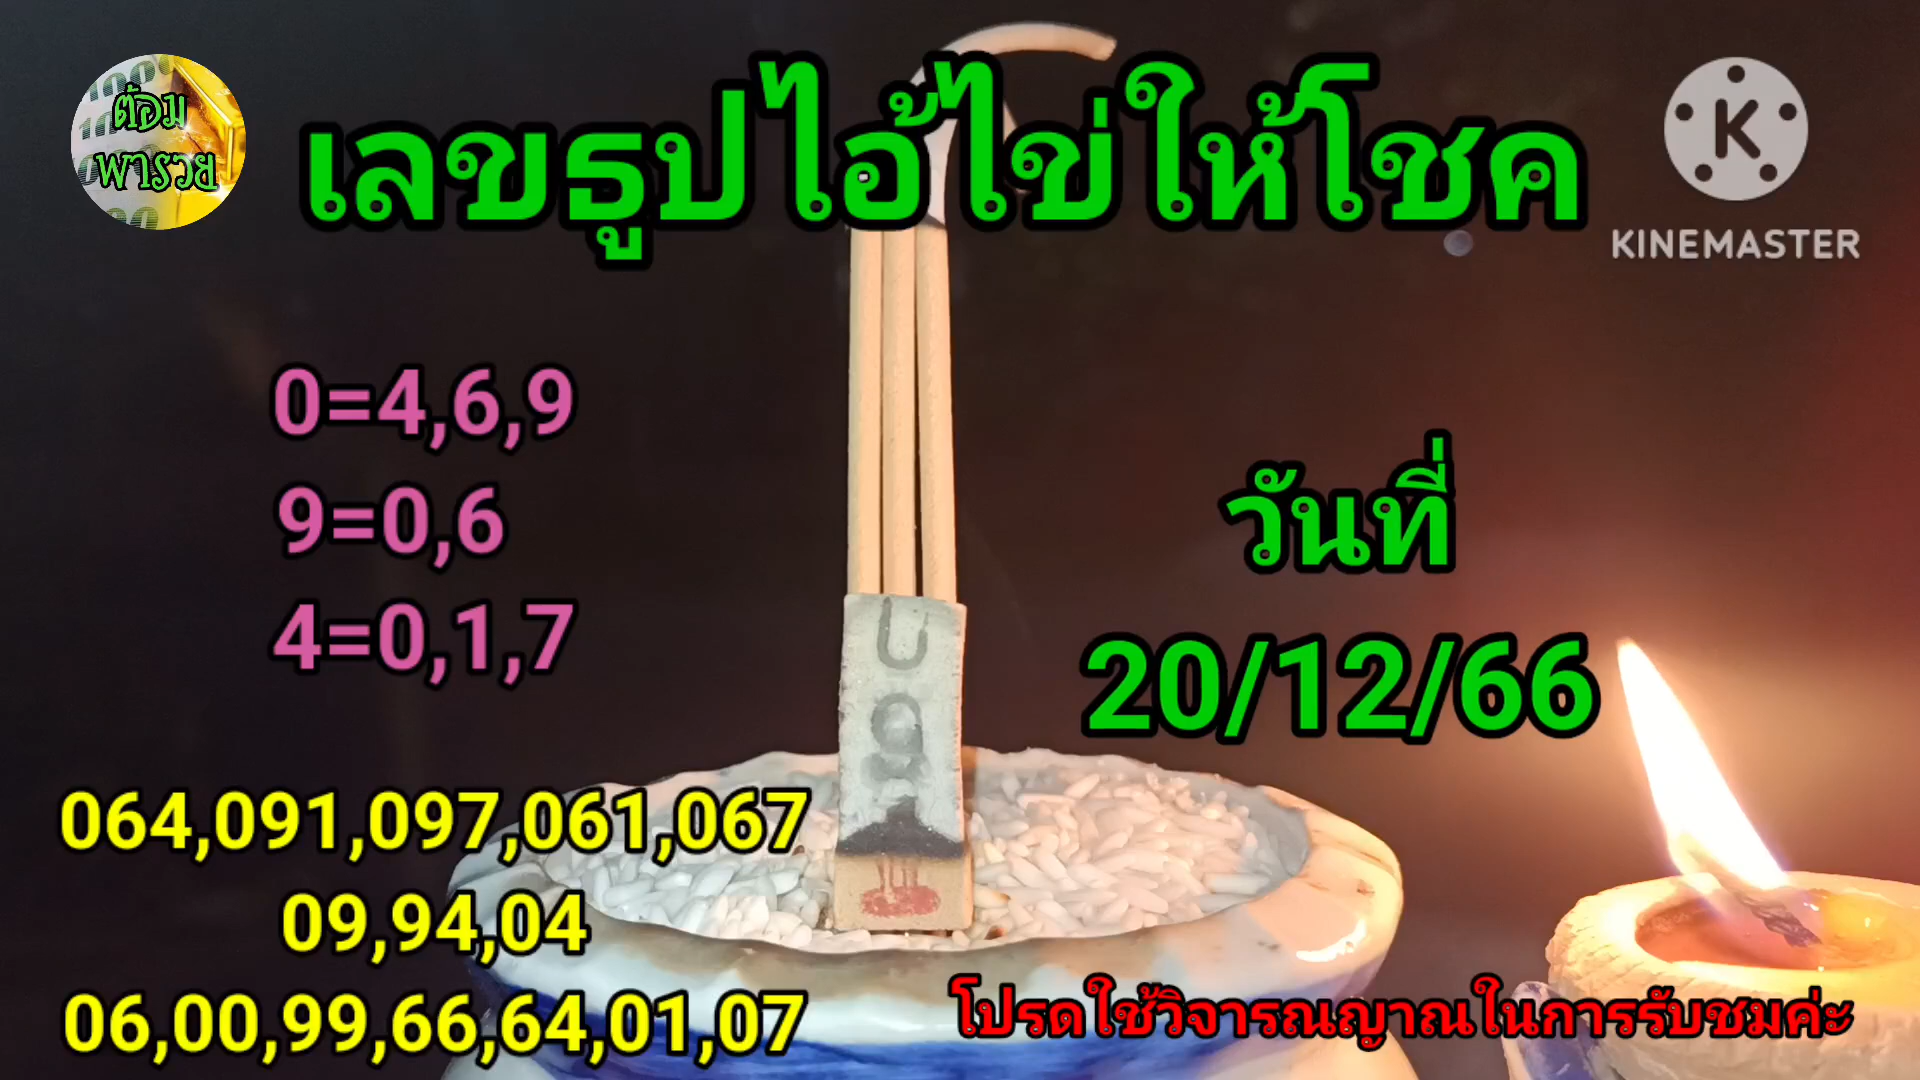 ต้อม
พารวย
เลขธูปไอ้ไข่ให้โชค
K
KINEMASTER
0=4,6,9
9=0,6
4=0,1,7
วันที่
20/12/66
064,091,097,061,067
09,94,04
06,00,99,66,64,01,07
โปรดใช้วิจารณญาณในการรับชมค่ะ